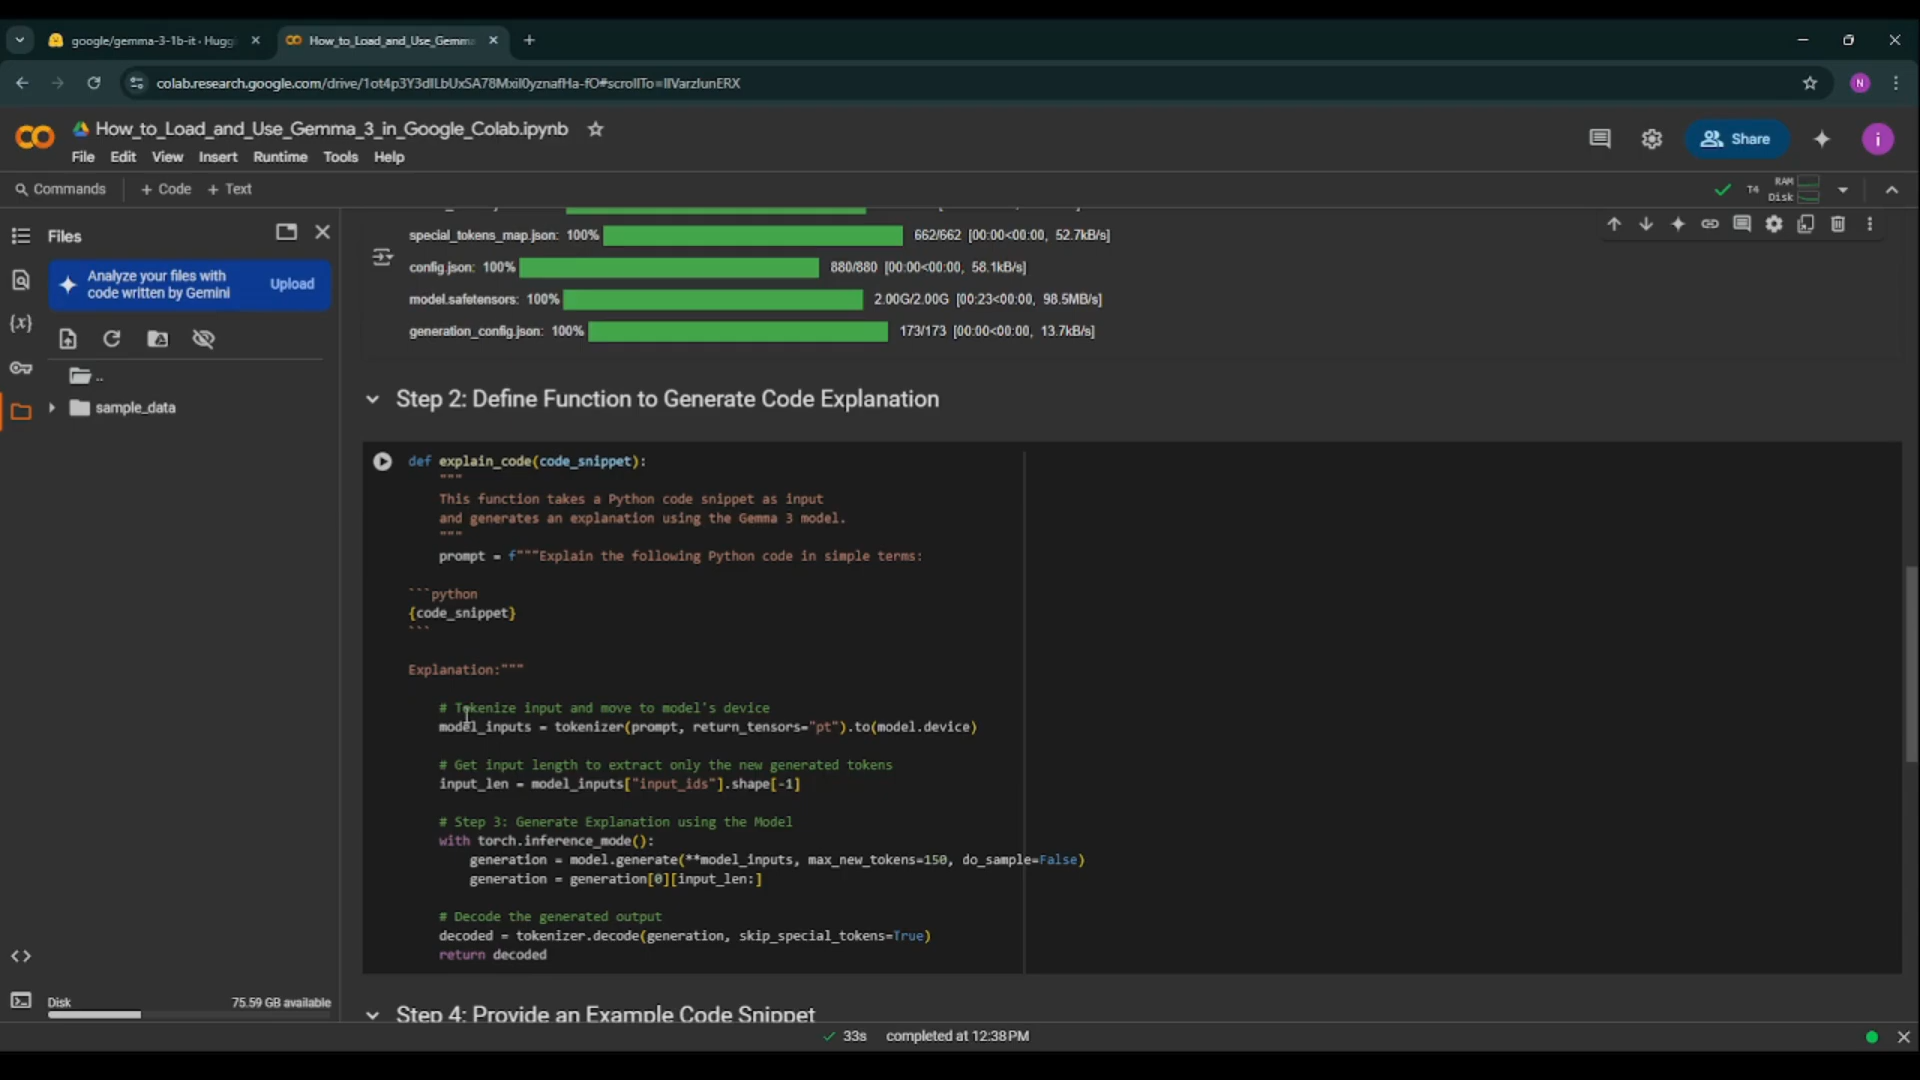 google/gemma-3-1b-it · Hugg
How_to_Load_and_Use_Gemma
colab.research.google.com/drive/1ot4p3Y3dlLbUxSA78Mxil0yznafHa-fO#scrollTo=lIVarzIunERX
N
How_to_Load_and_Use_Gemma_3_in_Google_Colab.ipynb
File Edit View Insert Runtime Tools Help
Share
i
Commands + Code + Text
T4 RAM
Disk
Files
Analyze your files with
code written by Gemini
Upload
..
sample_data
special_tokens_map.json: 100% 662/662 [00:00<00:00, 52.7kB/s]
config.json: 100% 880/880 [00:00<00:00, 58.1kB/s]
model.safetensors: 100% 2.00G/2.00G [00:23<00:00, 98.5MB/s]
generation_config.json: 100% 173/173 [00:00<00:00, 13.7kB/s]
Step 2: Define Function to Generate Code Explanation
def explain_code(code_snippet):
"""
This function takes a Python code snippet as input
and generates an explanation using the Gemma 3 model.
"""
prompt = f"""Explain the following Python code in simple terms:
```python
{code_snippet}
```
Explanation:"""
# Tokenize input and move to model's device
model_inputs = tokenizer(prompt, return_tensors="pt").to(model.device)
# Get input length to extract only the new generated tokens
input_len = model_inputs["input_ids"].shape[-1]
# Step 3: Generate Explanation using the Model
with torch.inference_mode():
generation = model.generate(**model_inputs, max_new_tokens=150, do_sample=False)
generation = generation[0][input_len:]
# Decode the generated output
decoded = tokenizer.decode(generation, skip_special_tokens=True)
return decoded
Step 4: Provide an Example Code Snippet
Disk 75.59 GB available
33s completed at 12:38 PM